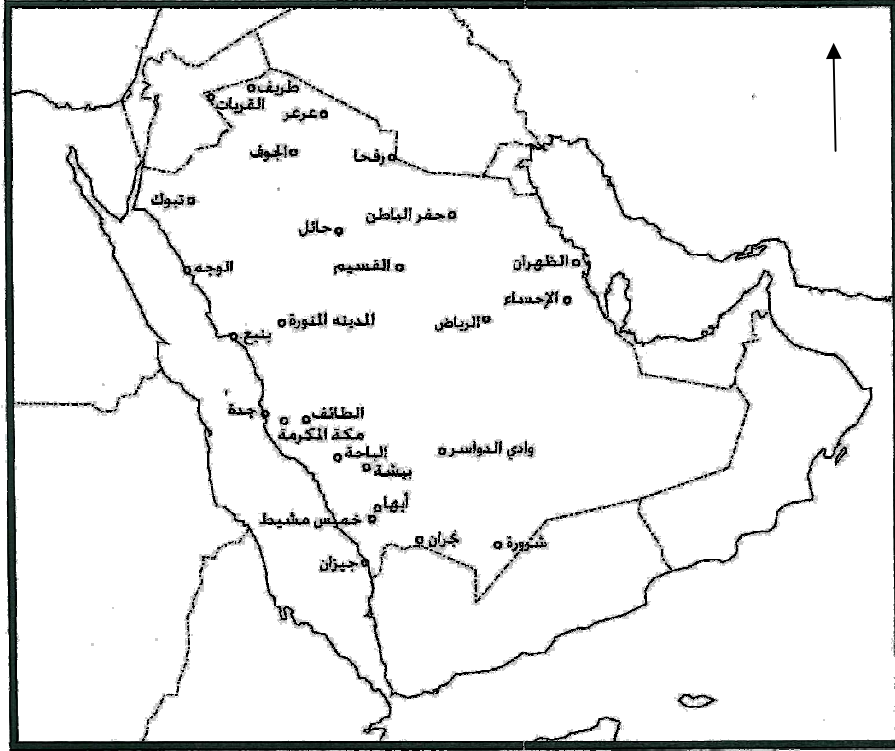 طريف
القريات
عرعر
الجوف
رفحا
تبوك
حفر الباطن
حائل
الظهران
الوجه
القسيم
الإحساء
المدينه المنورة
الرياض
ينبع
جدة
الطائف
مكة المكرمة
الباحة
وادي الدواسر
بيشة
أبها
خميس مشيط
نجران
شرورة
جيزان